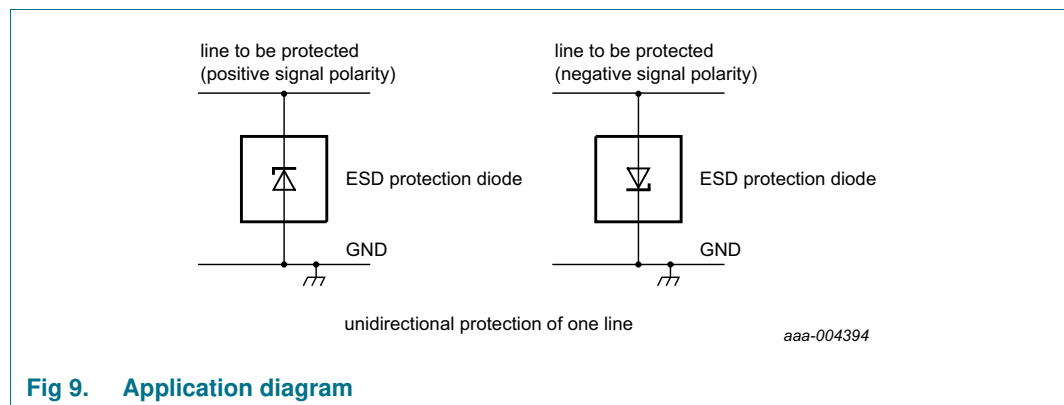 line to be protected
(positive signal polarity)
line to be protected
(negative signal polarity)
ESD protection diode
ESD protection diode
GND
GND
unidirectional protection of one line
aaa-004394
Fig 9. Application diagram